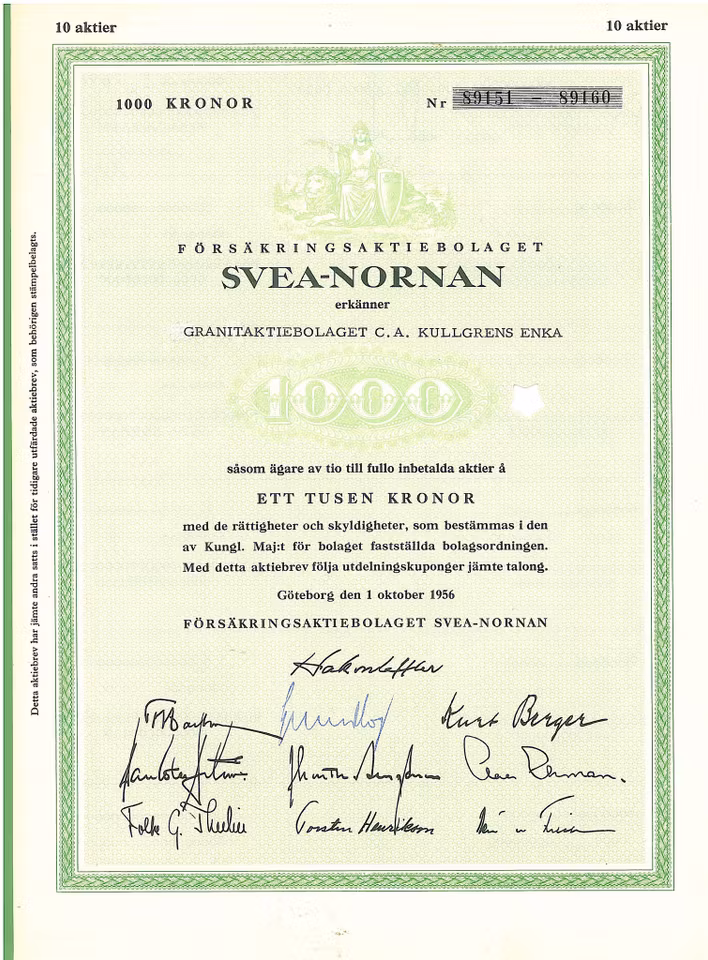 10 aktier
10 aktier
1000 KRONOR
Nr 89151 – 89160
FÖRSÄKRINGSAKTIEBOLAGET
SVEA-NORNAN
erkänner
GRANITAKTIEBOLAGET C.A. KULLGRENS ENKA
1000
såsom ägare av tio till fullo inbetalda aktier å
ETT TUSEN KRONOR
med de rättigheter och skyldigheter, som bestämmas i den
av Kungl. Maj:t för bolaget fastställda bolagsordningen.
Med detta aktiebrev följa utdelningskuponger jämte talong.
Göteborg den 1 oktober 1956
FÖRSÄKRINGSAKTIEBOLAGET SVEA-NORNAN
Kurt Berger
Folke G.
Torsten Henrikson
Detta aktiebrev har jämte andra satts i stället för tidigare utfärdade aktiebrev, som behörigen stämpelbelagts.